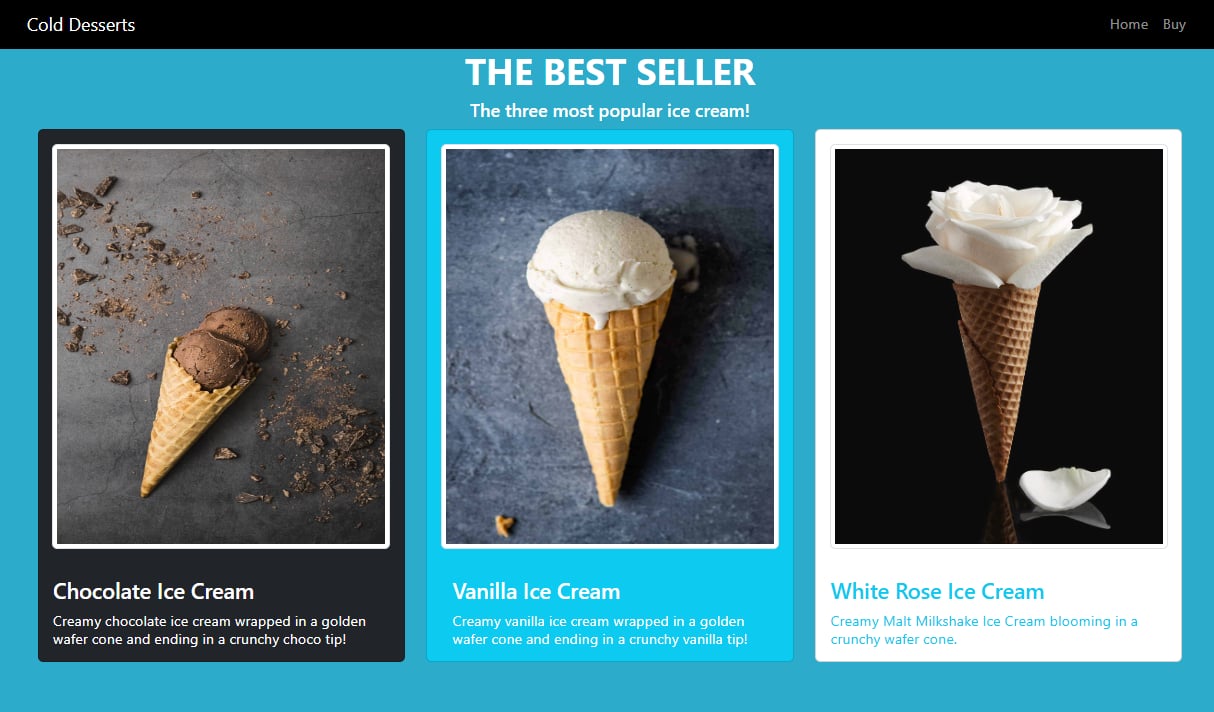 Cold Desserts
Home Buy
THE BEST SELLER
The three most popular ice cream!
Chocolate Ice Cream
Creamy chocolate ice cream wrapped in a golden
wafer cone and ending in a crunchy choco tip!
Vanilla Ice Cream
Creamy vanilla ice cream wrapped in a golden
wafer cone and ending in a crunchy vanilla tip!
White Rose Ice Cream
Creamy Malt Milkshake Ice Cream blooming in a
crunchy wafer cone.